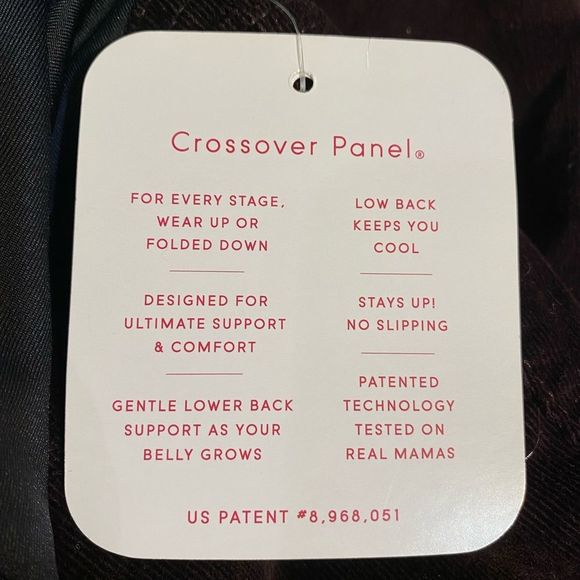 Crossover Panel®
FOR EVERY STAGE,
WEAR UP OR
FOLDED DOWN
DESIGNED FOR
ULTIMATE SUPPORT
& COMFORT
GENTLE LOWER BACK
SUPPORT AS YOUR
BELLY GROWS
LOW BACK
KEEPS YOU
COOL
STAYS UP!
NO SLIPPING
PATENTED
TECHNOLOGY
TESTED ON
REAL MAMAS
US PATENT #8,968,051